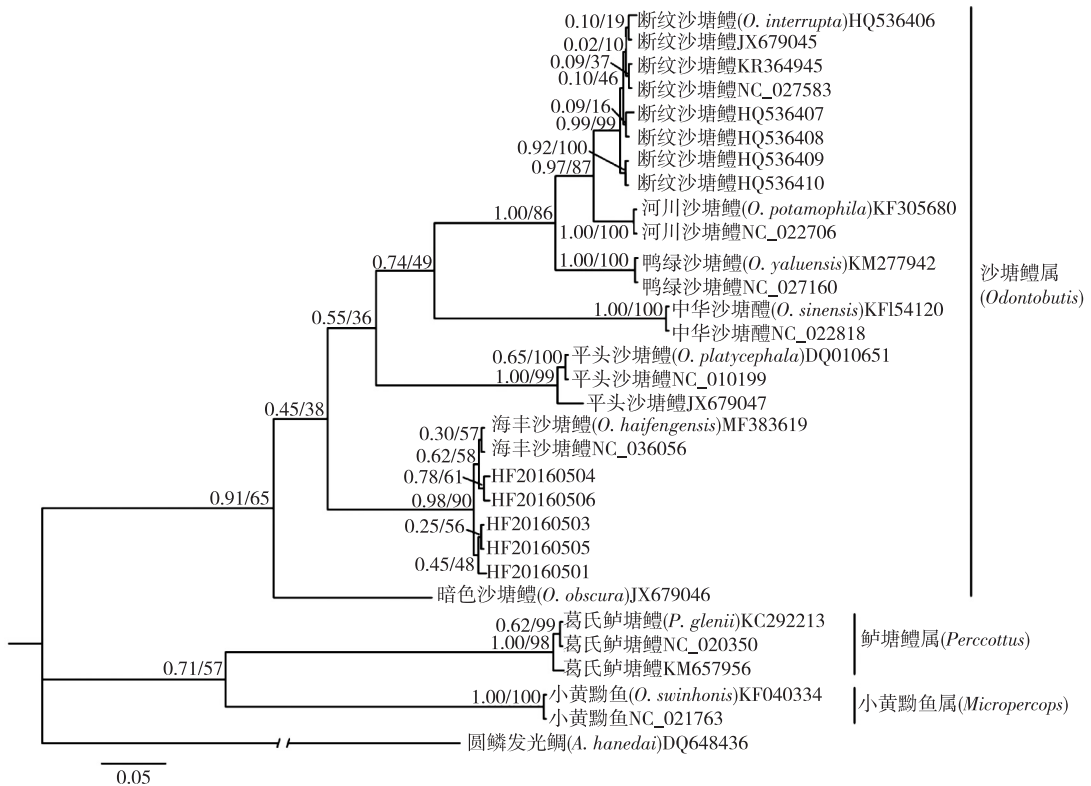 0.10/19
断纹沙塘鳢(O. interrupta)HQ536406
0.02/10
断纹沙塘鳢JX679045
0.09/37
断纹沙塘鳢KR364945
0.10/46
断纹沙塘鳢NC_027583
0.09/16
断纹沙塘鳢HQ536407
0.99/99
断纹沙塘鳢HQ536408
0.92/100
断纹沙塘鳢HQ536409
0.97/87
断纹沙塘鳢HQ536410
河川沙塘鳢(O. potamophila)KF305680
1.00/86
1.00/100
河川沙塘鳢NC_022706
1.00/100
鸭绿沙塘鳢(O. yaluensis)KM277942
0.74/49
鸭绿沙塘鳢NC_027160
沙塘鳢属
(Odontobutis)
1.00/100
中华沙塘醴(O. sinensis)KFl54120
0.55/36
中华沙塘醴NC_022818
0.65/100
平头沙塘鳢(O. platycephala)DQ010651
1.00/99
平头沙塘鳢NC_010199
平头沙塘鳢JX679047
0.45/38
0.30/57
海丰沙塘鳢(O. haifengensis)MF383619
0.62/58
海丰沙塘鳢NC_036056
0.78/61
HF20160504
0.91/65
0.98/90
HF20160506
0.25/56
HF20160503
HF20160505
0.45/48
HF20160501
暗色沙塘鳢(O. obscura)JX679046
0.62/99
葛氏鲈塘鳢(P. glenii)KC292213
1.00/98
葛氏鲈塘鳢NC_020350
鲈塘鳢属(Perccottus)
0.71/57
葛氏鲈塘鳢KM657956
1.00/100
小黄黝鱼(O. swinhonis)KF040334
小黄黝鱼属(Micropercops)
小黄黝鱼NC_021763
圆鳞发光鲷(A. hanedai)DQ648436
0.05